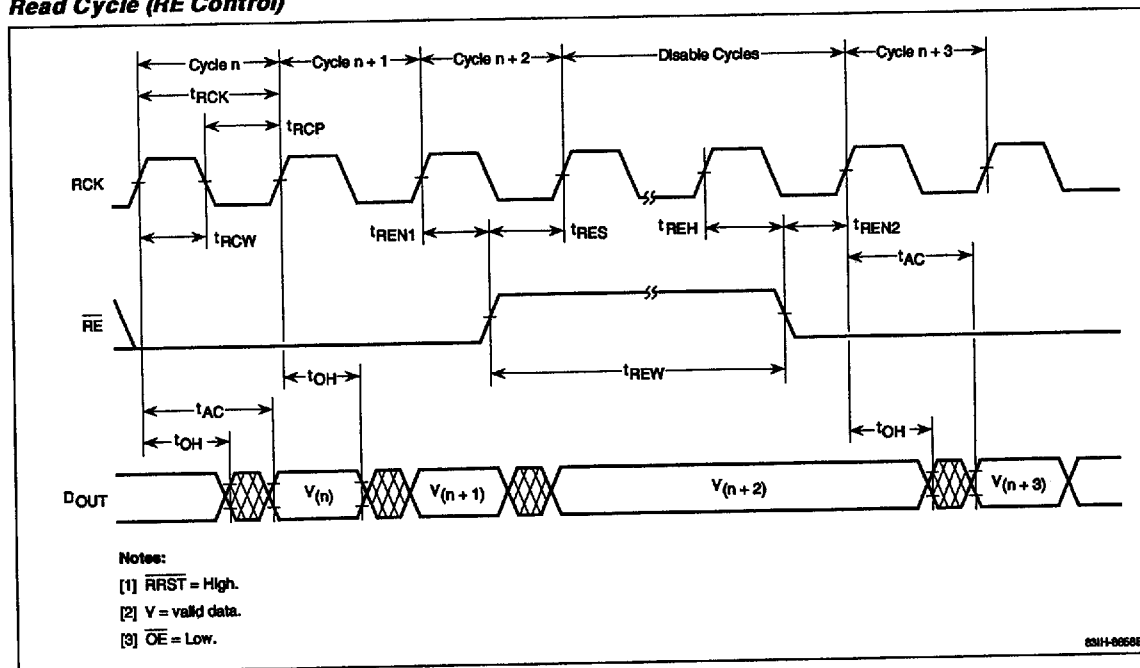 Read Cycle (RE Control)
Cycle n
Cycle n + 1
Cycle n + 2
Disable Cycles
Cycle n + 3
tRCK
tRCP
RCK
tRCW
tREN1
tRES
tREH
tREN2
tAC
RE
tOH
tREW
tAC
tOH
tOH
DOUT
V(n)
V(n + 1)
V(n + 2)
V(n + 3)
Notes:
[1] RRST = High.
[2] V = valid data.
[3] OE = Low.